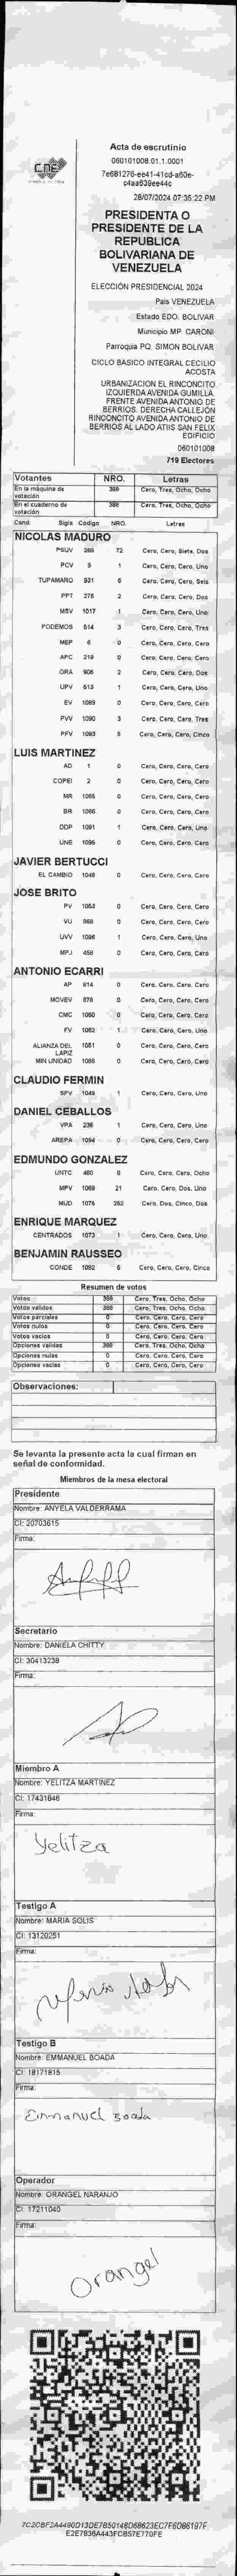 CNE
Acta de escrutinio
060101008.01.1.0001
7e681276-ee41-41cd-a60e-
c4aa639ee44c
28/07/2024 07:35:22 PM
PRESIDENTA O
PRESIDENTE DE LA
REPUBLICA
BOLIVARIANA DE
VENEZUELA
ELECCIÓN PRESIDENCIAL 2024
País VENEZUELA
Estado EDO. BOLIVAR
Municipio MP. CARONI
Parroquia PQ. SIMON BOLIVAR
CICLO BASICO INTEGRAL CECILIO
ACOSTA
URBANIZACION EL RINCONCITO
IZQUIERDA AVENIDA GUMILLA.
FRENTE AVENIDA ANTONIO DE
BERRIOS. DERECHA CALLEJÓN
RINCONCITO AVENIDA ANTONIO DE
BERRIOS AL LADO ATIIS SAN FELIX
EDIFICIO
060101008
719 Electores
Votantes NRO. Letras
En la máquina de votación 388 Cero, Tres, Ocho, Ocho
En el cuaderno de votación 388 Cero, Tres, Ocho, Ocho
Cand. Sigla Código NRO. Letras
NICOLAS MADURO
PSUV 269 72 Cero, Cero, Siete, Dos
PCV 9 1 Cero, Cero, Cero, Uno
TUPAMARO 931 6 Cero, Cero, Cero, Seis
PPT 276 2 Cero, Cero, Cero, Dos
MSV 1017 1 Cero, Cero, Cero, Uno
PODEMOS 514 3 Cero, Cero, Cero, Tres
MEP 6 0 Cero, Cero, Cero, Cero
APC 219 0 Cero, Cero, Cero, Cero
ORA 906 2 Cero, Cero, Cero, Dos
UPV 613 1 Cero, Cero, Cero, Uno
EV 1089 0 Cero, Cero, Cero, Cero
PVV 1090 3 Cero, Cero, Cero, Tres
PFV 1093 5 Cero, Cero, Cero, Cinco
LUIS MARTINEZ
AD 1 0 Cero, Cero, Cero, Cero
COPEI 2 0 Cero, Cero, Cero, Cero
MR 1065 0 Cero, Cero, Cero, Cero
BR 1066 0 Cero, Cero, Cero, Cero
DDP 1091 1 Cero, Cero, Cero, Uno
UNE 1095 0 Cero, Cero, Cero, Cero
JAVIER BERTUCCI
EL CAMBIO 1048 0 Cero, Cero, Cero, Cero
JOSE BRITO
PV 1053 0 Cero, Cero, Cero, Cero
VU 868 0 Cero, Cero, Cero, Cero
UVV 1096 1 Cero, Cero, Cero, Uno
MPJ 456 0 Cero, Cero, Cero, Cero
ANTONIO ECARRI
AP 814 0 Cero, Cero, Cero, Cero
MOVEV 876 0 Cero, Cero, Cero, Cero
CMC 1050 0 Cero, Cero, Cero, Cero
FV 1062 1 Cero, Cero, Cero, Uno
ALIANZA DEL LAPIZ 1051 0 Cero, Cero, Cero, Cero
MIN UNIDAD 1056 0 Cero, Cero, Cero, Cero
CLAUDIO FERMIN
SPV 1049 1 Cero, Cero, Cero, Uno
DANIEL CEBALLOS
VPA 236 1 Cero, Cero, Cero, Uno
AREPA 1094 0 Cero, Cero, Cero, Cero
EDMUNDO GONZALEZ
UNTC 460 8 Cero, Cero, Cero, Ocho
MPV 1069 21 Cero, Cero, Dos, Uno
MUD 1076 252 Cero, Dos, Cinco, Dos
ENRIQUE MARQUEZ
CENTRADOS 1073 1 Cero, Cero, Cero, Uno
BENJAMIN RAUSSEO
CONDE 1092 5 Cero, Cero, Cero, Cinco
Resumen de votos
Votos 388 Cero, Tres, Ocho, Ocho
Votos validos 388 Cero, Tres, Ocho, Ocho
Votos parciales 0 Cero, Cero, Cero, Cero
Votos nulos 0 Cero, Cero, Cero, Cero
Votos vacios 0 Cero, Cero, Cero, Cero
Opciones validas 388 Cero, Tres, Ocho, Ocho
Opciones nulas 0 Cero, Cero, Cero, Cero
Opciones vacias 0 Cero, Cero, Cero, Cero
Observaciones:
Se levanta la presente acta la cual firman en
señal de conformidad.
Miembros de la mesa electoral
Presidente
Nombre: ANYELA VALDERRAMA
CI: 20703615
Firma:
Secretario
Nombre: DANIELA CHITTY
CI: 30413238
Firma:
Miembro A
Nombre: YELITZA MARTINEZ
CI: 17431846
Firma:
Yelitza
Testigo A
Nombre: MARIA SOLIS
CI: 13120251
Firma:
Testigo B
Nombre: EMMANUEL BOADA
CI: 18171815
Firma:
Emmanuel Boada
Operador
Nombre: ORANGEL NARANJO
CI: 17211040
Firma:
Orangel
7C2CBF2A4490D13DE7B50148D68623EC7F6D86197F
E2E7836A443FCB57E770FE